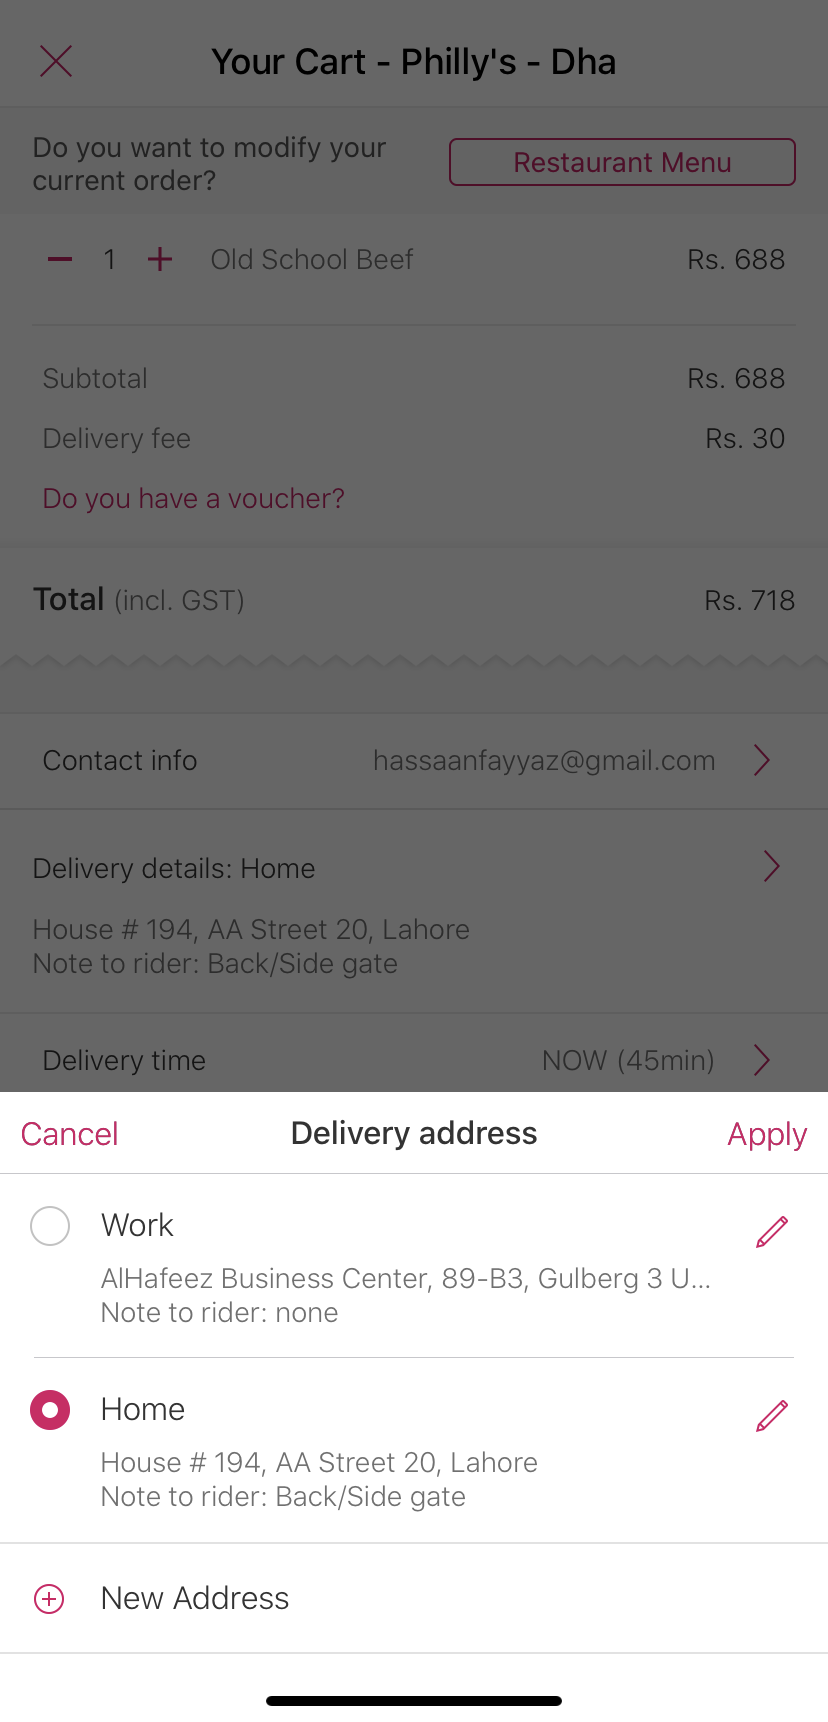 Your Cart - Philly's - Dha
Do you want to modify your
current order?
Restaurant Menu
1 Old School Beef Rs. 688
Subtotal Rs. 688
Delivery fee Rs. 30
Do you have a voucher?
Total (incl. GST) Rs. 718
Contact info hassaanfayyaz@gmail.com
Delivery details: Home
House # 194, AA Street 20, Lahore
Note to rider: Back/Side gate
Delivery time NOW (45min)
Cancel Delivery address Apply
Work
AlHafeez Business Center, 89-B3, Gulberg 3 U...
Note to rider: none
Home
House # 194, AA Street 20, Lahore
Note to rider: Back/Side gate
New Address